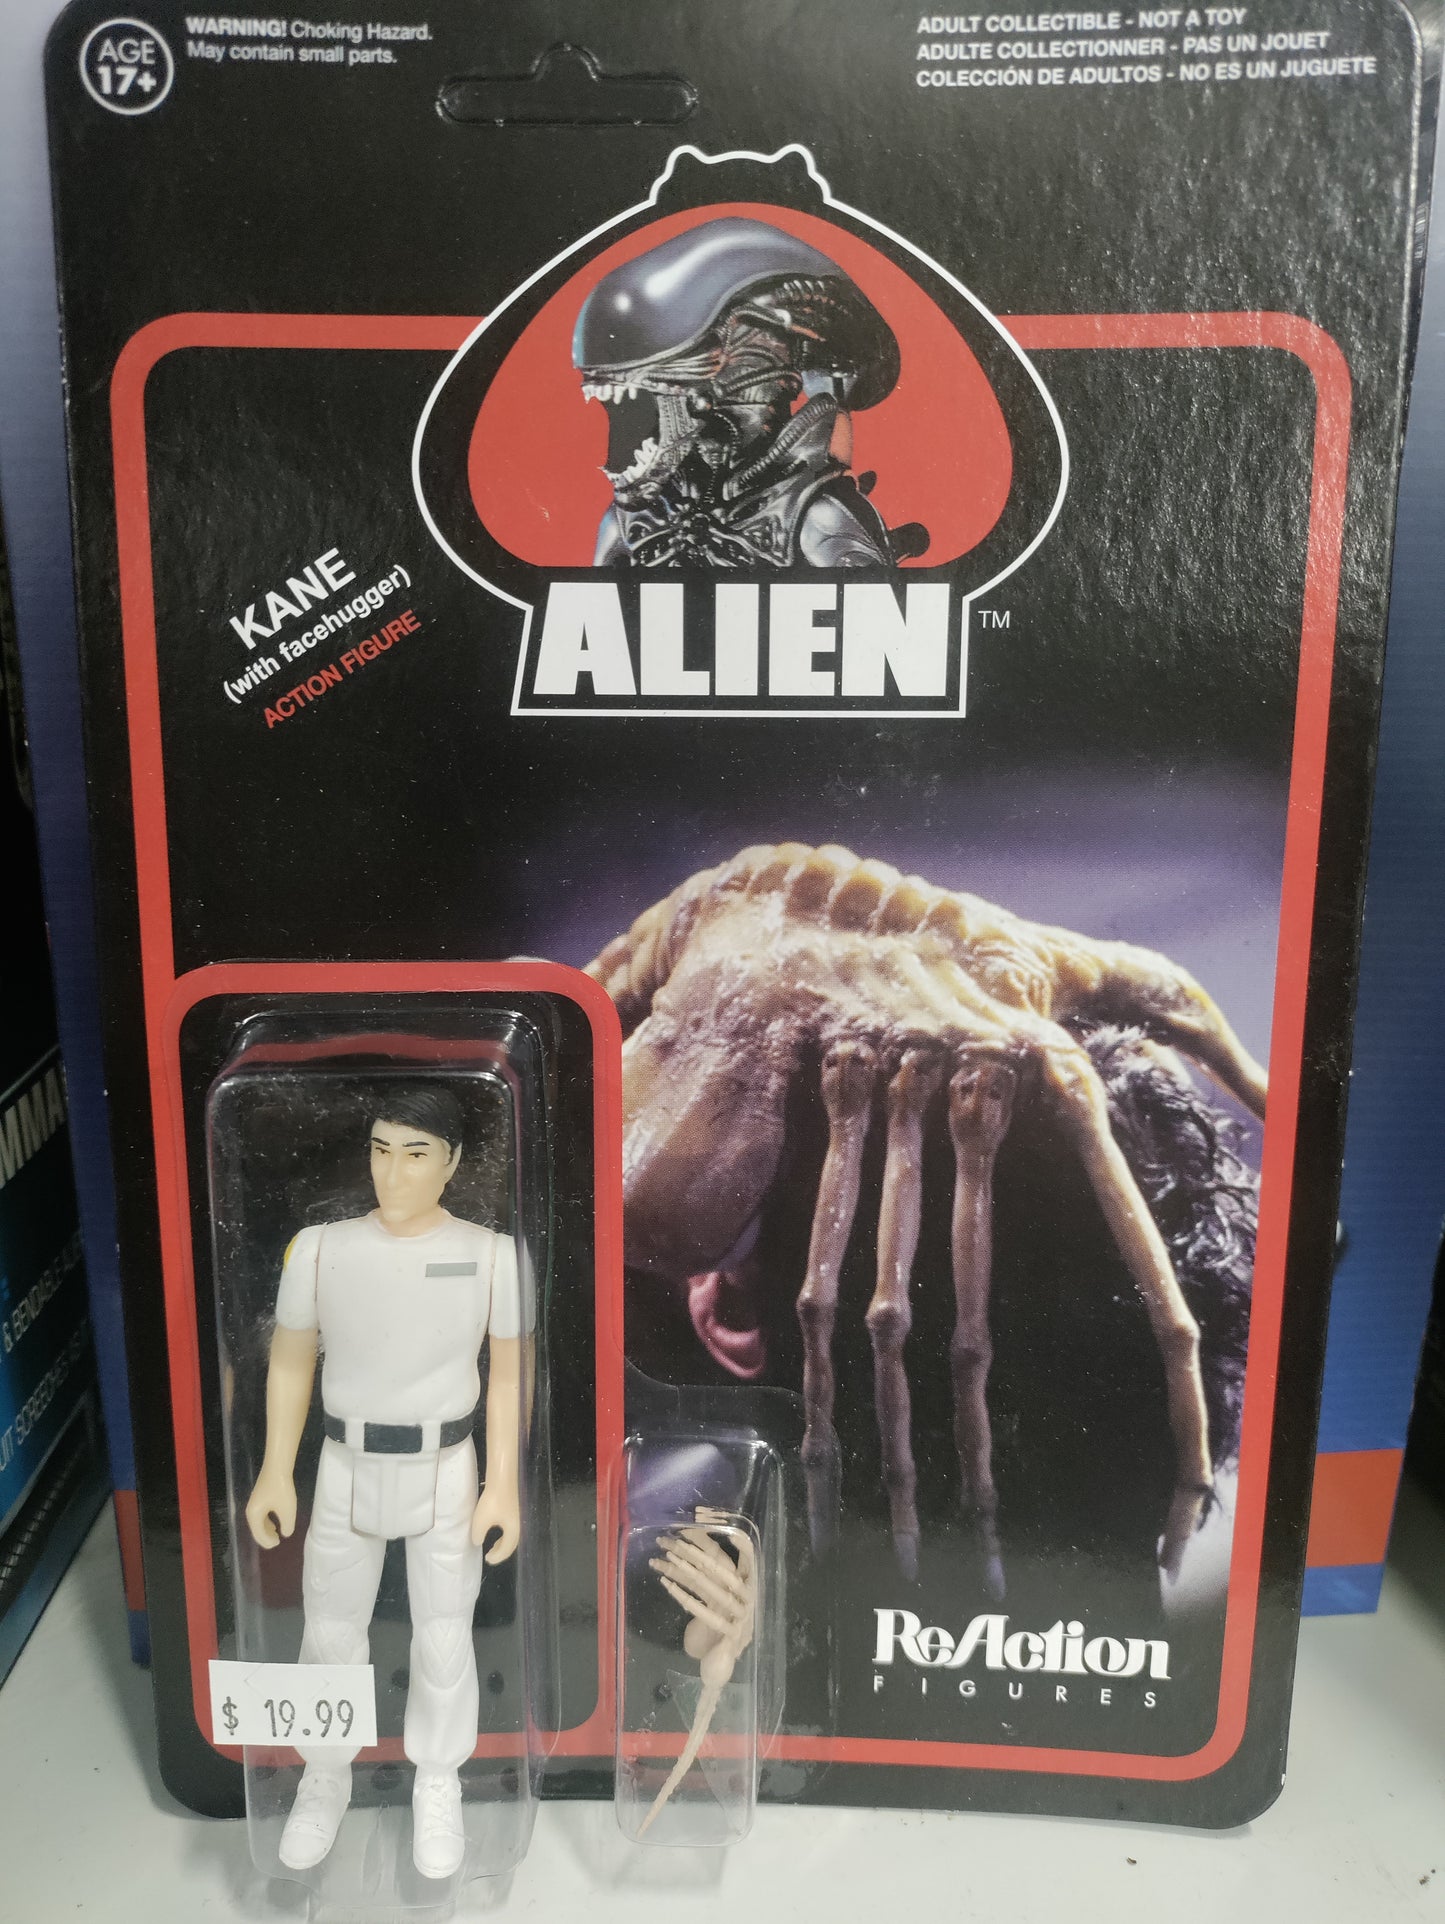 AGE
17+
WARNING! Choking Hazard.
May contain small parts.
ADULT COLLECTIBLE - NOT A TOY
ADULTE COLLECTIONNER - PAS UN JOUET
COLECCIÓN DE ADULTOS - NO ES UN JUGUETE
KANE
(with facehugger)
ACTION FIGURE
ALIEN
TM
ReAction
FIGURES
$ 19.99